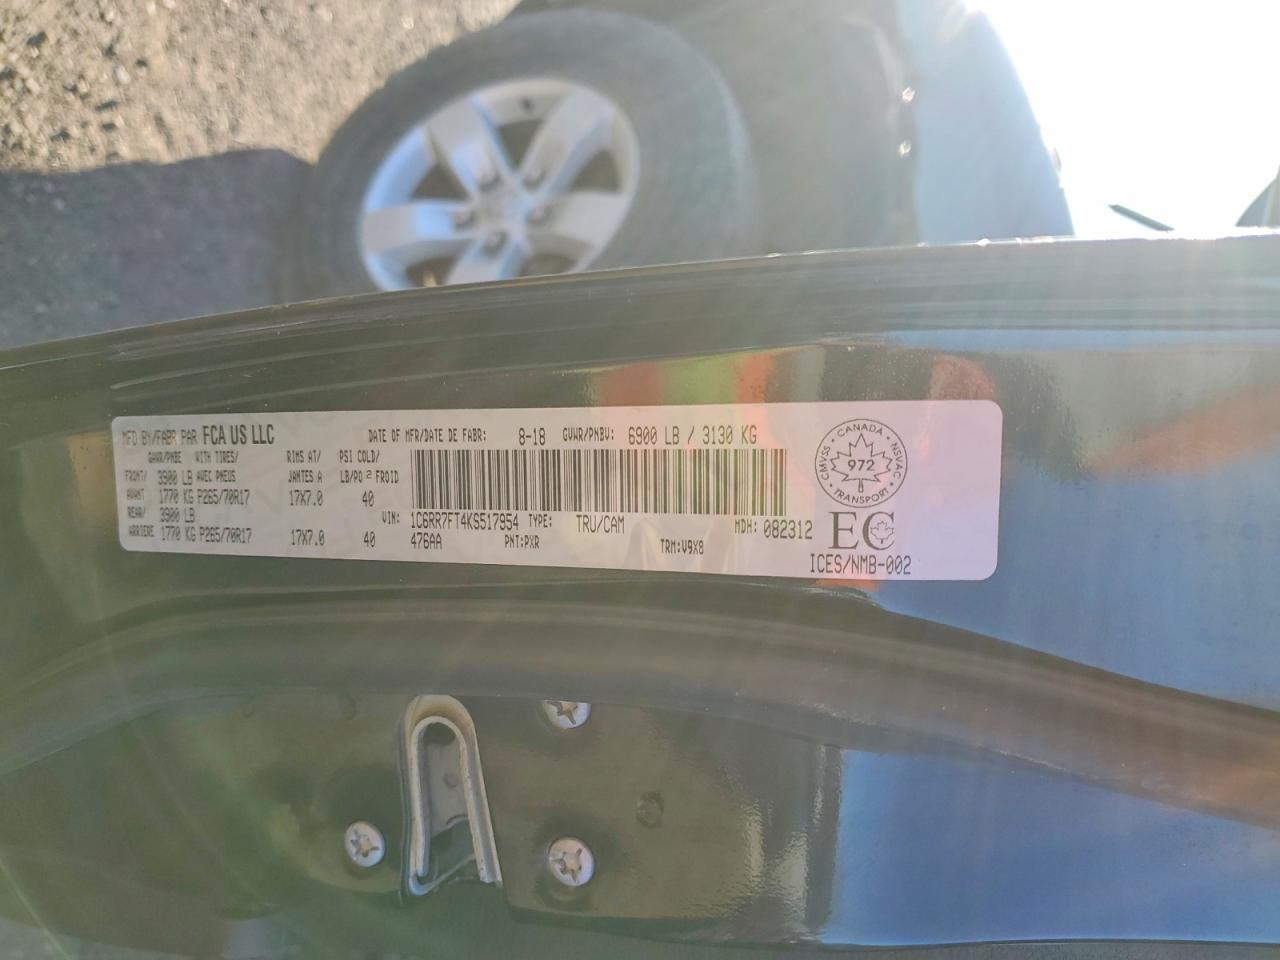 MFD BY/FABR PAR FCA US LLC DATE OF MFR/DATE DE FABR: 8-18 GVWR/PNBV: 6900 LB / 3130 KG
GAWR/PNBE WITH TIRES/ RIMS AT/ PSI COLD/
FRONT/ 3900 LB AVEC PNEUS JANTES A LB/PO 2 FROID
AVANT 1770 KG P265/70R17 17X7.0 40
REAR/ 3900 LB VIN: 1C6RR7FT4KS517954 TYPE: TRU/CAM MDH: 082312
ARRIERE 1770 KG P265/70R17 17X7.0 40 476AA PNT:PXR TRM:V9X8
CMVSS CANADA NSVAC
972
TRANSPORT
EC
ICES/NMB-002